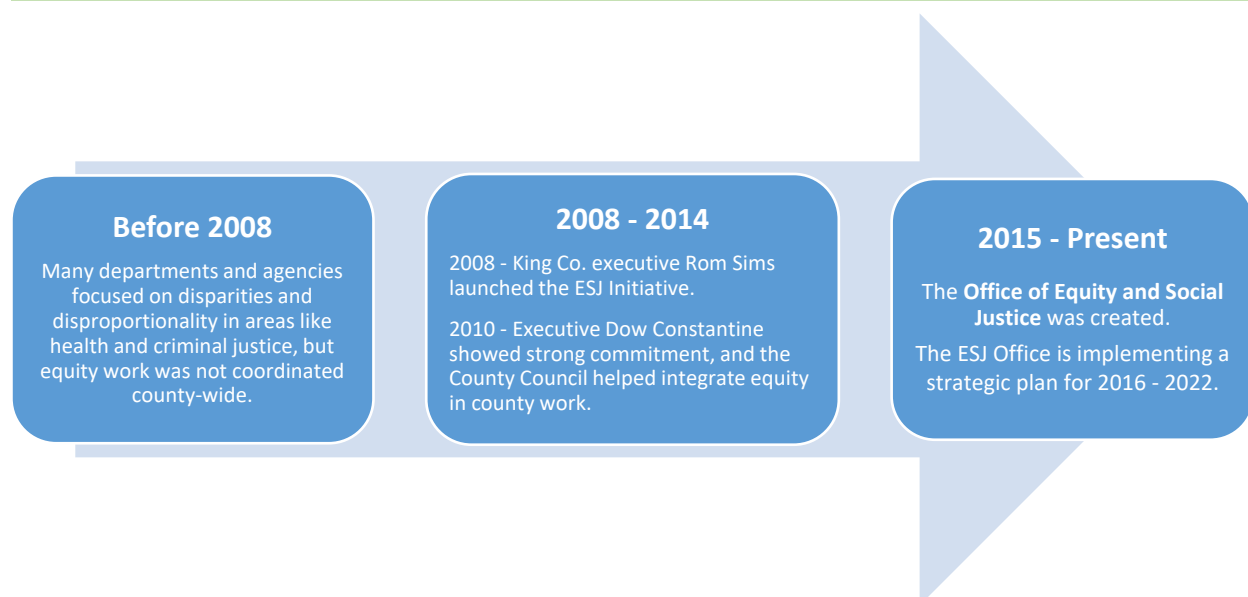 Before 2008
Many departments and agencies
focused on disparities and
disproportionality in areas like
health and criminal justice, but
equity work was not coordinated
county-wide.
2008 - 2014
2008 - King Co. executive Rom Sims
launched the ESJ Initiative.
2010 - Executive Dow Constantine
showed strong commitment, and the
County Council helped integrate equity
in county work.
2015 - Present
The Office of Equity and Social
Justice was created.
The ESJ Office is implementing a
strategic plan for 2016 - 2022.